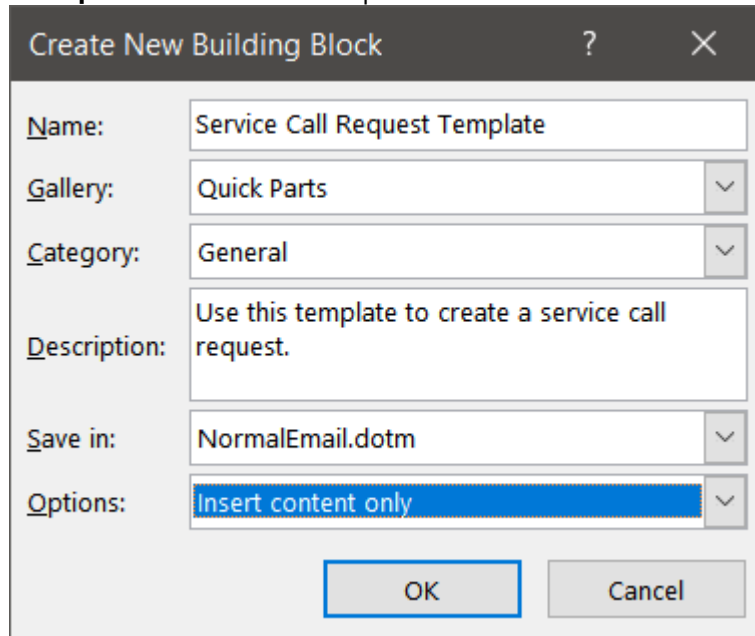 Create New Building Block ? ×
Name: Service Call Request Template
Gallery: Quick Parts
Category: General
Description: Use this template to create a service call
request.
Save in: NormalEmail.dotm
Options: Insert content only
OK Cancel